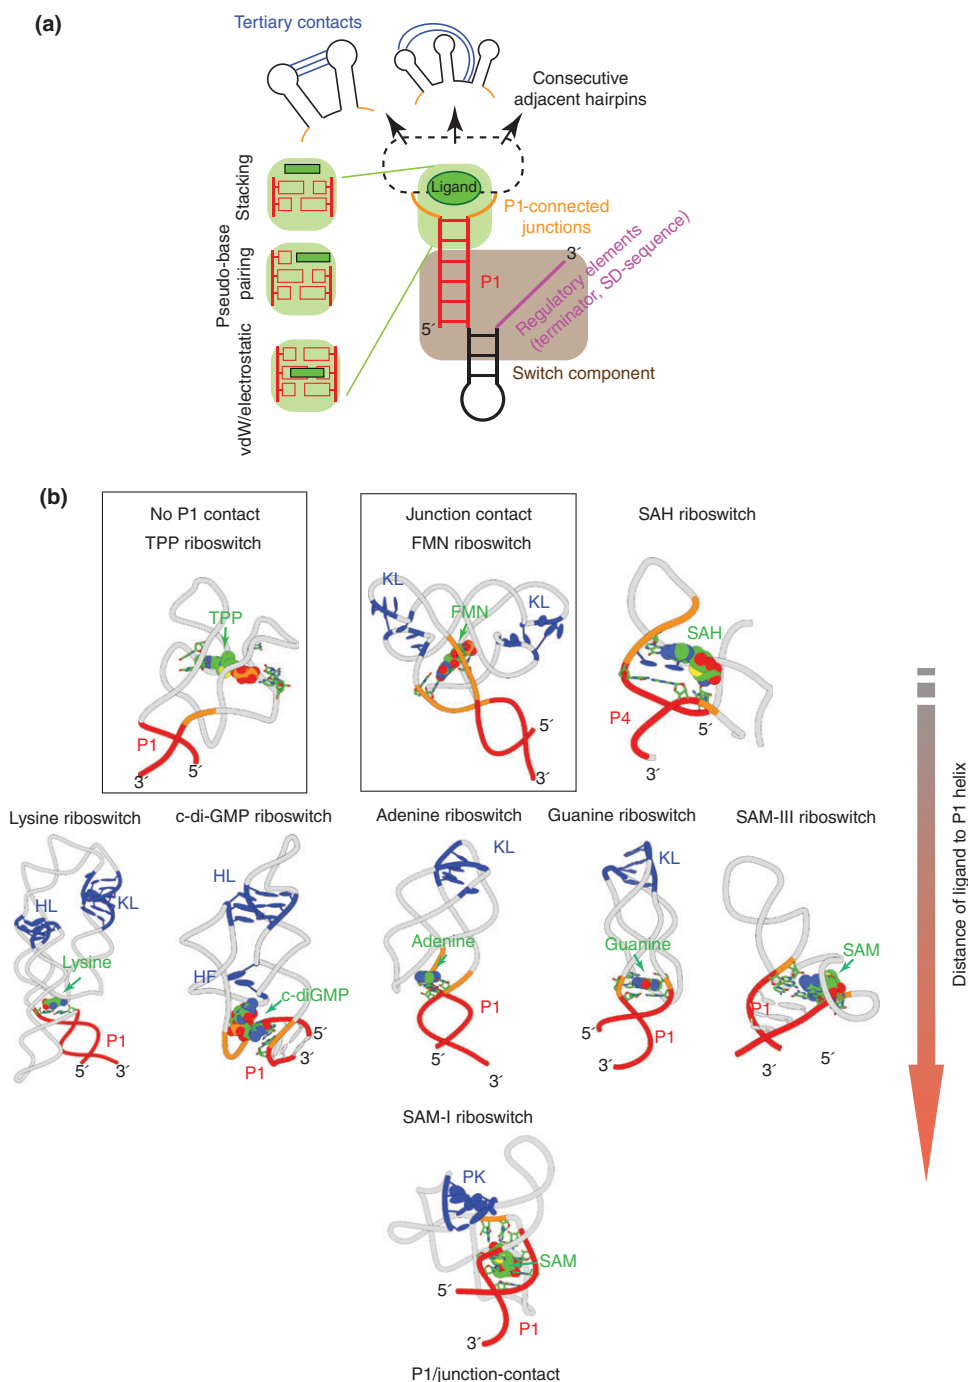 (a)
Tertiary contacts
Consecutive
adjacent hairpins
Stacking
Ligand
P1-connected
junctions
Pseudo-base
pairing
P1
3´
Regulatory elements
(terminator, SD-sequence)
5´
vdW/electrostatic
Switch component
(b)
No P1 contact
TPP riboswitch
TPP
P1
5´
3´
Junction contact
FMN riboswitch
KL
FMN
KL
5´
3´
SAH riboswitch
SAH
P4
5´
3´
Distance of ligand to P1 helix
Lysine riboswitch
HL
KL
Lysine
P1
5´
3´
c-di-GMP riboswitch
HL
HF
c-diGMP
5´
3´
P1
Adenine riboswitch
KL
Adenine
P1
5´
3´
Guanine riboswitch
KL
Guanine
5´
P1
3´
SAM-III riboswitch
SAM
P1
3´
5´
SAM-I riboswitch
PK
SAM
5´
P1
3´
P1/junction-contact